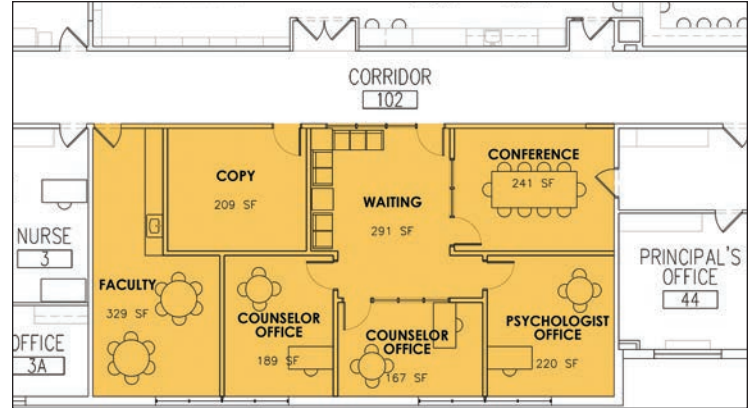 CORRIDOR
102
COPY
209 SF
CONFERENCE
241 SF
WAITING
291 SF
NURSE
3
FACULTY
329 SF
COUNSELOR
OFFICE
189 SF
COUNSELOR
OFFICE
167 SF
PSYCHOLOGIST
OFFICE
220 SF
PRINCIPAL'S
OFFICE
44
OFFICE
3A